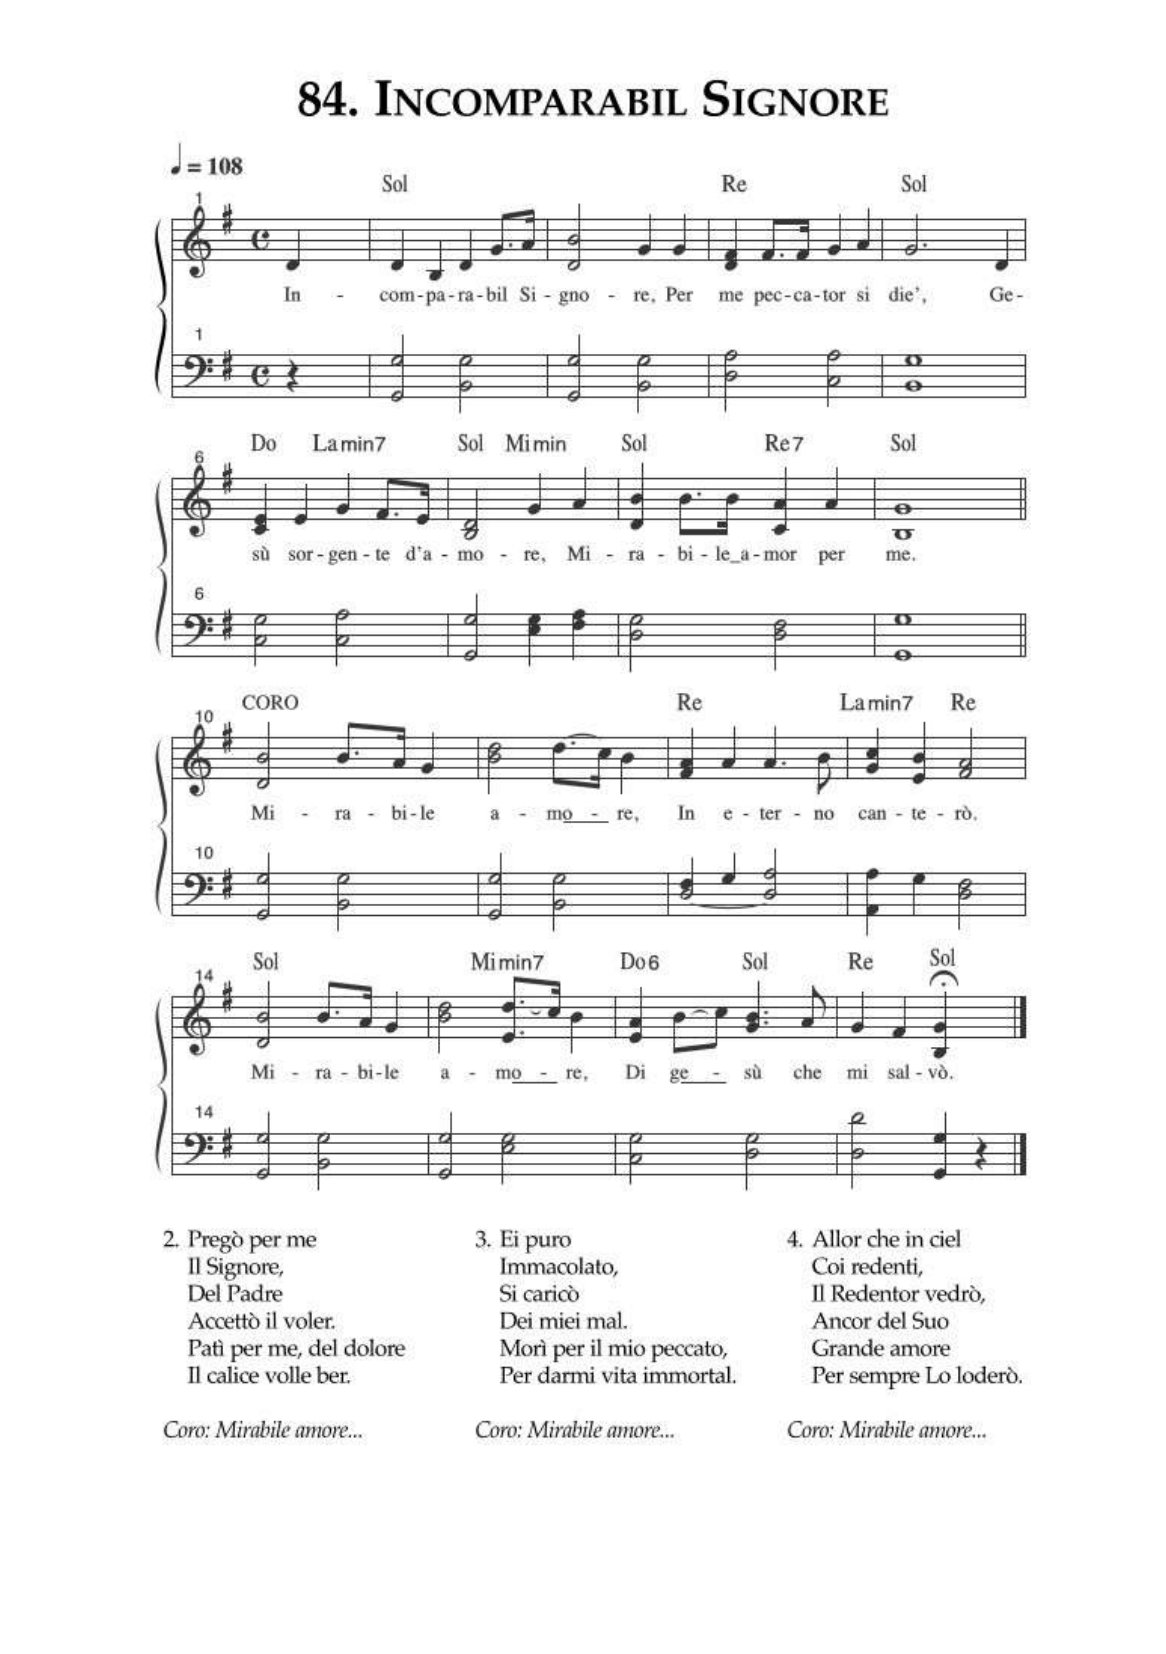 84. Incomparabil Signore
♩ = 108
Sol Re Sol
1
In - com-pa-ra-bil Si - gno - re, Per me pec-ca-tor si die', Ge-
1
Do Lamin7 Sol Mimin Sol Re7 Sol
6
sù sor-gen-te d'a - mo - re, Mi - ra - bi - le_a-mor per me.
6
CORO Re Lamin7 Re
10
Mi - ra - bi-le a - mo - re, In e - ter - no can - te - rò.
10
Sol Mimin7 Do6 Sol Re Sol
14
Mi - ra - bi-le a - mo - re, Di ge - sù che mi sal - vò.
14
2. Pregò per me
Il Signore,
Del Padre
Accettò il voler.
Patì per me, del dolore
Il calice volle ber.
Coro: Mirabile amore...
3. Ei puro
Immacolato,
Si caricò
Dei miei mal.
Morì per il mio peccato,
Per darmi vita immortal.
Coro: Mirabile amore...
4. Allor che in ciel
Coi redenti,
Il Redentor vedrò,
Ancor del Suo
Grande amore
Per sempre Lo loderò.
Coro: Mirabile amore...